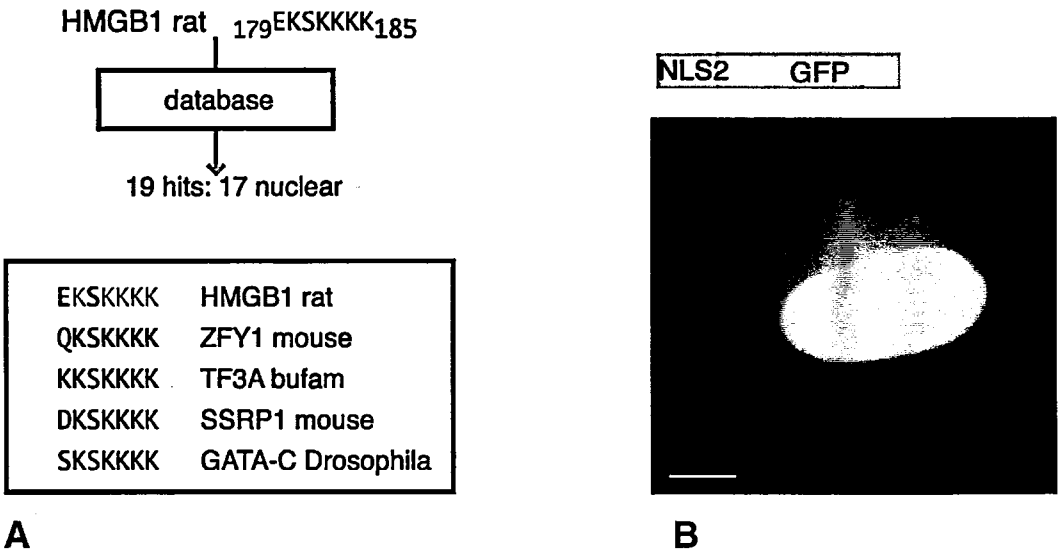 HMGB1 rat 179EKSKKKK185
database
19 hits: 17 nuclear
EKSKKKK HMGB1 rat
QKSKKKK ZFY1 mouse
KKSKKKK TF3A bufam
DKSKKKK SSRP1 mouse
SKSKKKK GATA-C Drosophila
A
NLS2 GFP
B